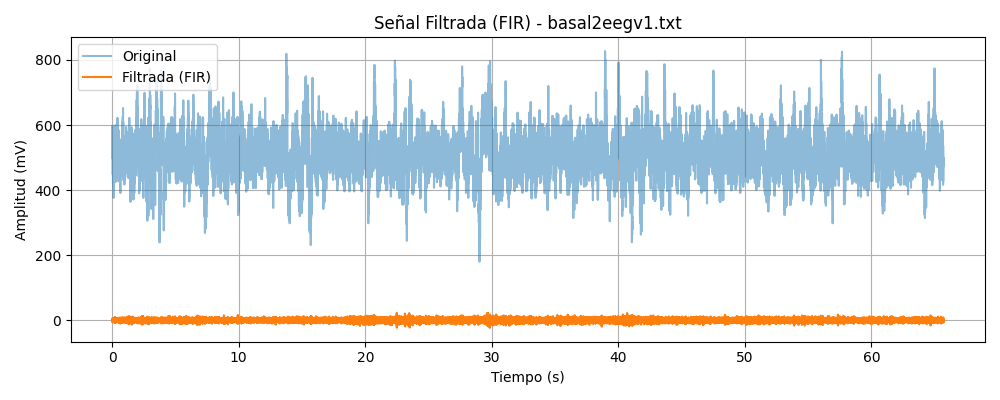 Señal Filtrada (FIR) - basal2eegv1.txt
Original
Filtrada (FIR)
Amplitud (mV)
800
600
400
200
0
0 10 20 30 40 50 60
Tiempo (s)